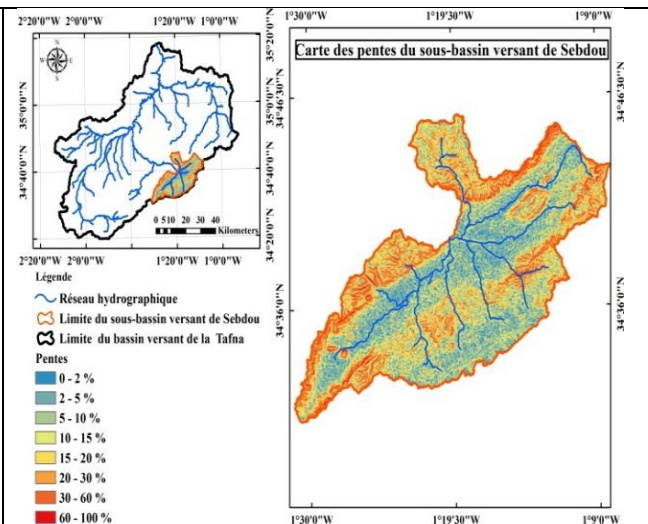 2°20'0"W 2°0'0"W 1°20'0"W 1°0'0"W
N
W E
S
35°20'0"N
35°0'0"N
35°0'0"N
34°40'0"N
34°40'0"N
34°20'0"N
0 5 10 20 30 40
Kilometers
2°20'0"W 2°0'0"W 1°20'0"W 1°0'0"W
Légende
Réseau hydrographique
Limite du sous-bassin versant de Sebdou
Limite du bassin versant de la Tafna
Pentes
0 - 2 %
2 - 5 %
5 - 10 %
10 - 15 %
15 - 20 %
20 - 30 %
30 - 60 %
60 - 100 %
1°30'0"W 1°19'30"W 1°9'0"W
Carte des pentes du sous-bassin versant de Sebdou
34°46'30"N
34°46'30"N
34°36'0"N
34°36'0"N
1°30'0"W 1°19'30"W 1°9'0"W